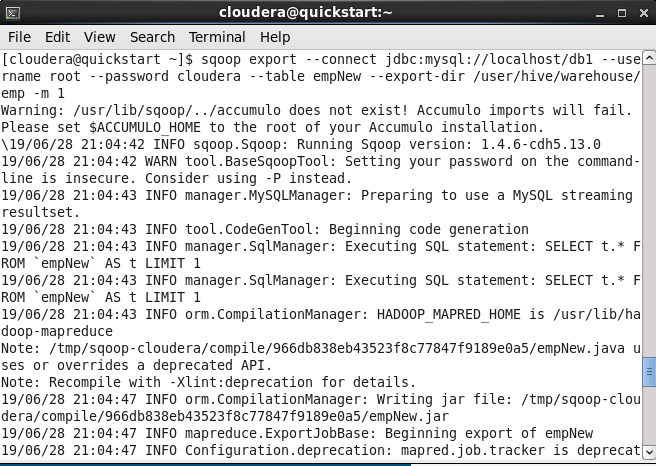 cloudera@quickstart:~
File Edit View Search Terminal Help
[cloudera@quickstart ~]$ sqoop export --connect jdbc:mysql://localhost/db1 --use
rname root --password cloudera --table empNew --export-dir /user/hive/warehouse/
emp -m 1
Warning: /usr/lib/sqoop/../accumulo does not exist! Accumulo imports will fail.
Please set $ACCUMULO_HOME to the root of your Accumulo installation.
\19/06/28 21:04:42 INFO sqoop.Sqoop: Running Sqoop version: 1.4.6-cdh5.13.0
19/06/28 21:04:42 WARN tool.BaseSqoopTool: Setting your password on the command-
line is insecure. Consider using -P instead.
19/06/28 21:04:43 INFO manager.MySQLManager: Preparing to use a MySQL streaming
resultset.
19/06/28 21:04:43 INFO tool.CodeGenTool: Beginning code generation
19/06/28 21:04:43 INFO manager.SqlManager: Executing SQL statement: SELECT t.* F
ROM `empNew` AS t LIMIT 1
19/06/28 21:04:43 INFO manager.SqlManager: Executing SQL statement: SELECT t.* F
ROM `empNew` AS t LIMIT 1
19/06/28 21:04:43 INFO orm.CompilationManager: HADOOP_MAPRED_HOME is /usr/lib/ha
doop-mapreduce
Note: /tmp/sqoop-cloudera/compile/966db838eb43523f8c77847f9189e0a5/empNew.java u
ses or overrides a deprecated API.
Note: Recompile with -Xlint:deprecation for details.
19/06/28 21:04:47 INFO orm.CompilationManager: Writing jar file: /tmp/sqoop-clou
dera/compile/966db838eb43523f8c77847f9189e0a5/empNew.jar
19/06/28 21:04:47 INFO mapreduce.ExportJobBase: Beginning export of empNew
19/06/28 21:04:47 INFO Configuration.deprecation: mapred.job.tracker is deprecat